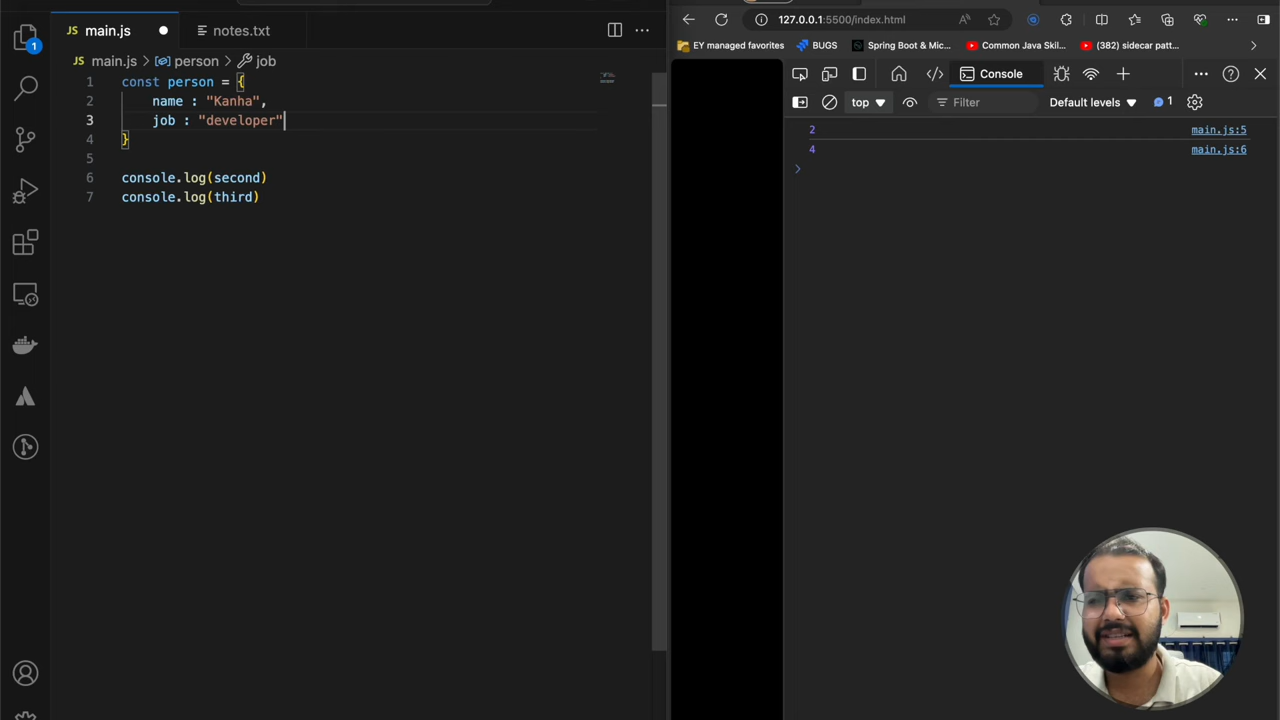 JS main.js
notes.txt
JS main.js > person > job
1 const person = {
2 name : "Kanha",
3 job : "developer"
4 }
5
6 console.log(second)
7 console.log(third)
1
127.0.0.1:5500/index.html
EY managed favorites
BUGS
Spring Boot & Mic...
Common Java Skil...
(382) sidecar patt...
Console
top
Filter
Default levels
1
2 main.js:5
4 main.js:6